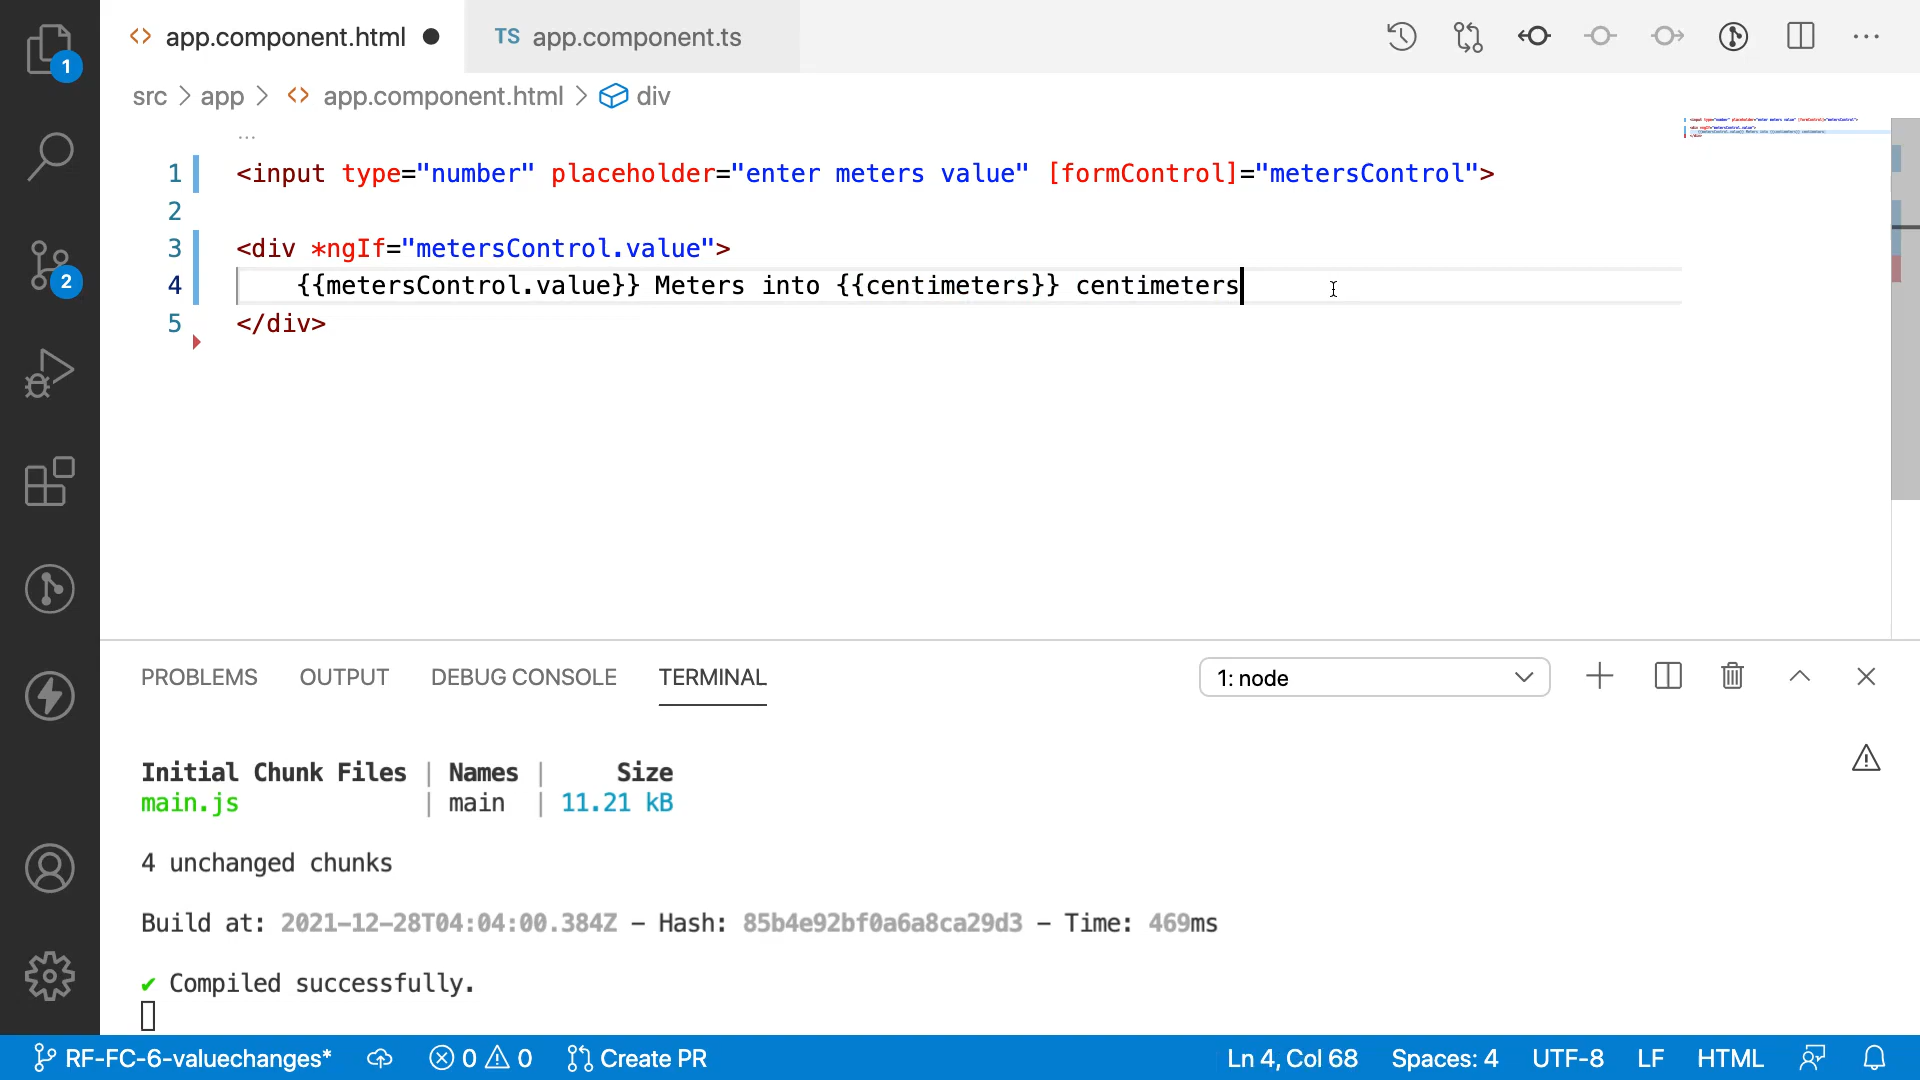 1
2
<> app.component.html
TS app.component.ts
src > app > <> app.component.html > div
...
1 <input type="number" placeholder="enter meters value" [formControl]="metersControl">
2
3 <div *ngIf="metersControl.value">
4 {{metersControl.value}} Meters into {{centimeters}} centimeters
5 </div>
PROBLEMS OUTPUT DEBUG CONSOLE TERMINAL 1: node
Initial Chunk Files | Names | Size
main.js | main | 11.21 kB
4 unchanged chunks
Build at: 2021-12-28T04:04:00.384Z - Hash: 85b4e92bf0a6a8ca29d3 - Time: 469ms
✔ Compiled successfully.
RF-FC-6-valuechanges* 0 0 Create PR Ln 4, Col 68 Spaces: 4 UTF-8 LF HTML